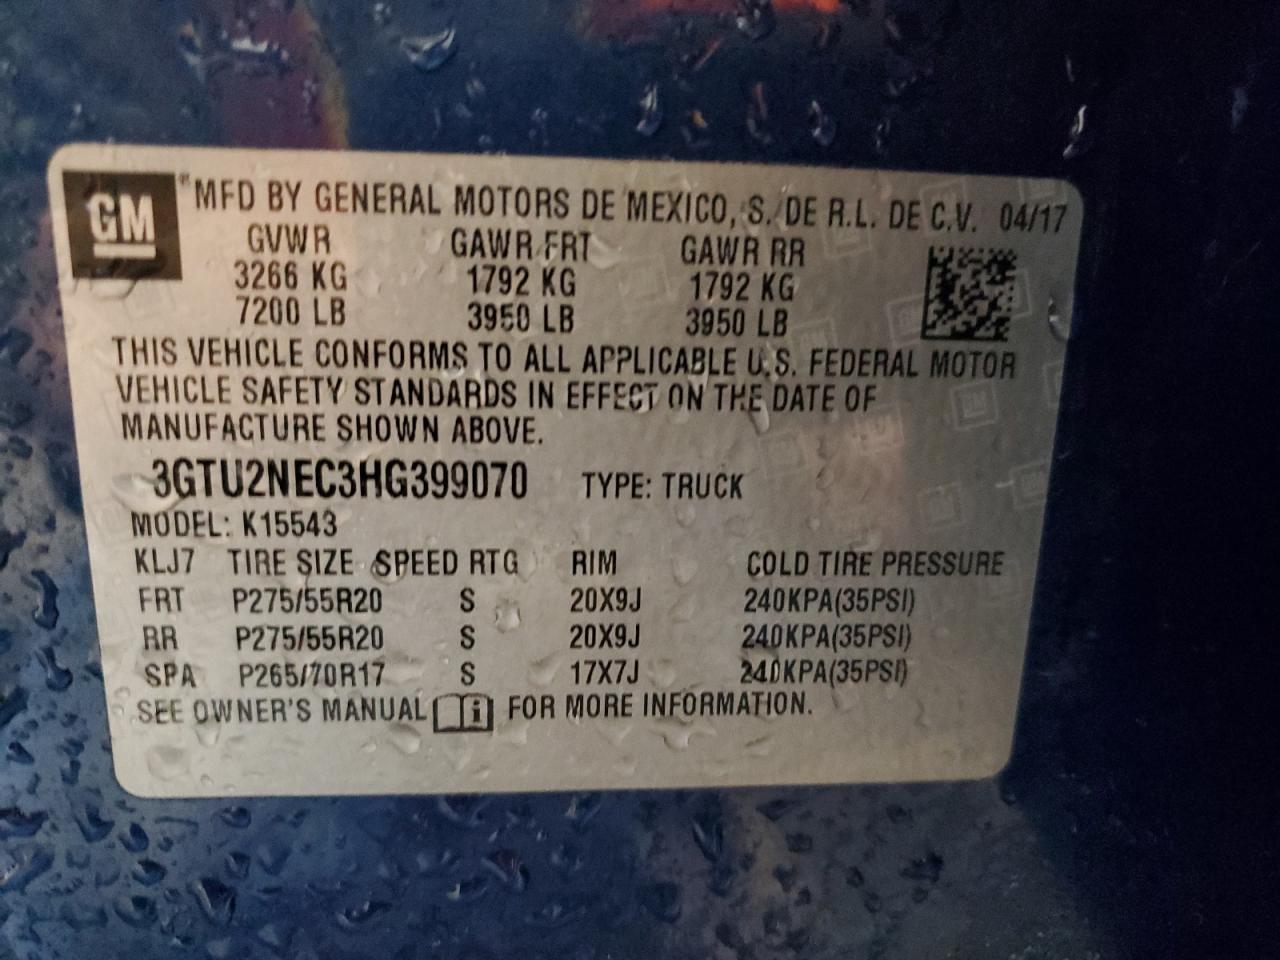 GM
®MFD BY GENERAL MOTORS DE MEXICO, S. DE R.L. DE C.V. 04/17
GVWR GAWR FRT GAWR RR
3266 KG 1792 KG 1792 KG
7200 LB 3950 LB 3950 LB
THIS VEHICLE CONFORMS TO ALL APPLICABLE U.S. FEDERAL MOTOR
VEHICLE SAFETY STANDARDS IN EFFECT ON THE DATE OF
MANUFACTURE SHOWN ABOVE.
3GTU2NEC3HG399070 TYPE: TRUCK
MODEL: K15543
KLJ7 TIRE SIZE SPEED RTG RIM COLD TIRE PRESSURE
FRT P275/55R20 S 20X9J 240KPA(35PSI)
RR P275/55R20 S 20X9J 240KPA(35PSI)
SPA P265/70R17 S 17X7J 240KPA(35PSI)
SEE OWNER'S MANUAL i FOR MORE INFORMATION.